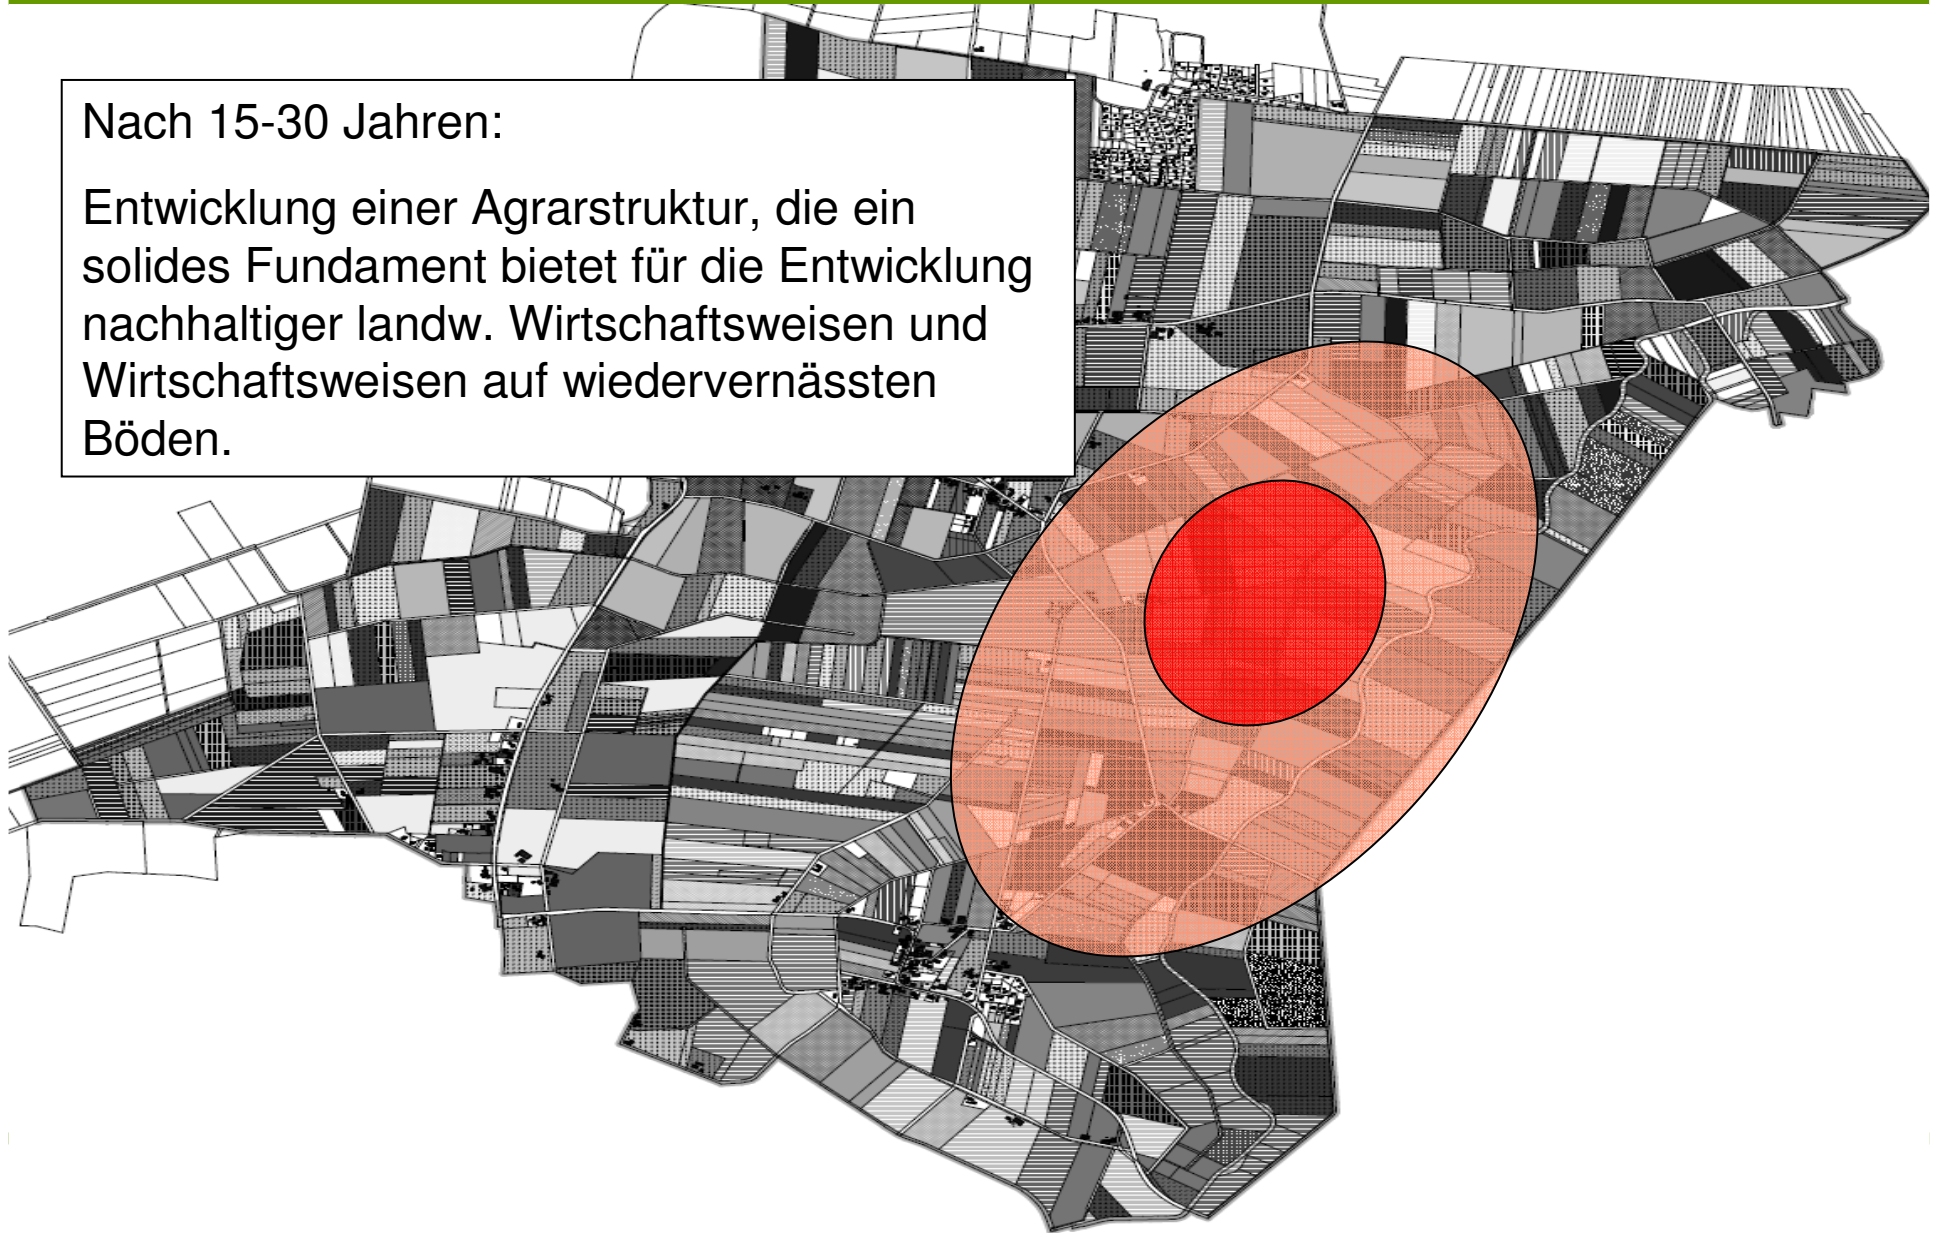 Nach 15-30 Jahren:
Entwicklung einer Agrarstruktur, die ein
solides Fundament bietet für die Entwicklung
nachhaltiger landw. Wirtschaftsweisen und
Wirtschaftsweisen auf wiedervernässten
Böden.